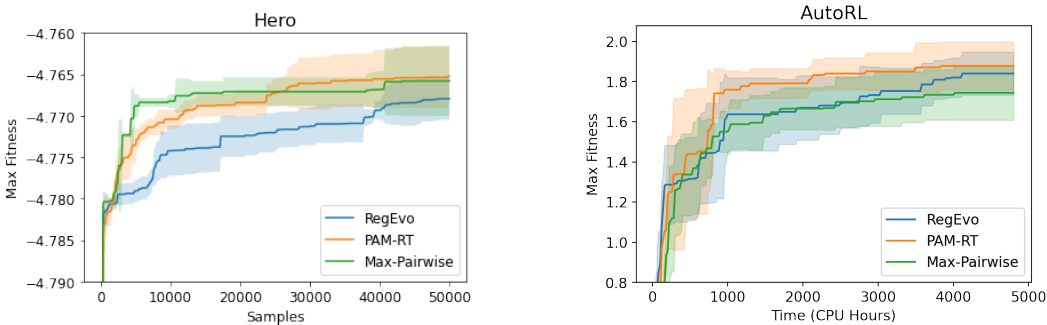 Hero
Max Fitness
−4.760
−4.765
−4.770
−4.775
−4.780
−4.785
−4.790
RegEvo
PAM-RT
Max-Pairwise
0 10000 20000 30000 40000 50000
Samples
AutoRL
Max Fitness
2.0
1.8
1.6
1.4
1.2
1.0
0.8
RegEvo
PAM-RT
Max-Pairwise
0 1000 2000 3000 4000 5000
Time (CPU Hours)